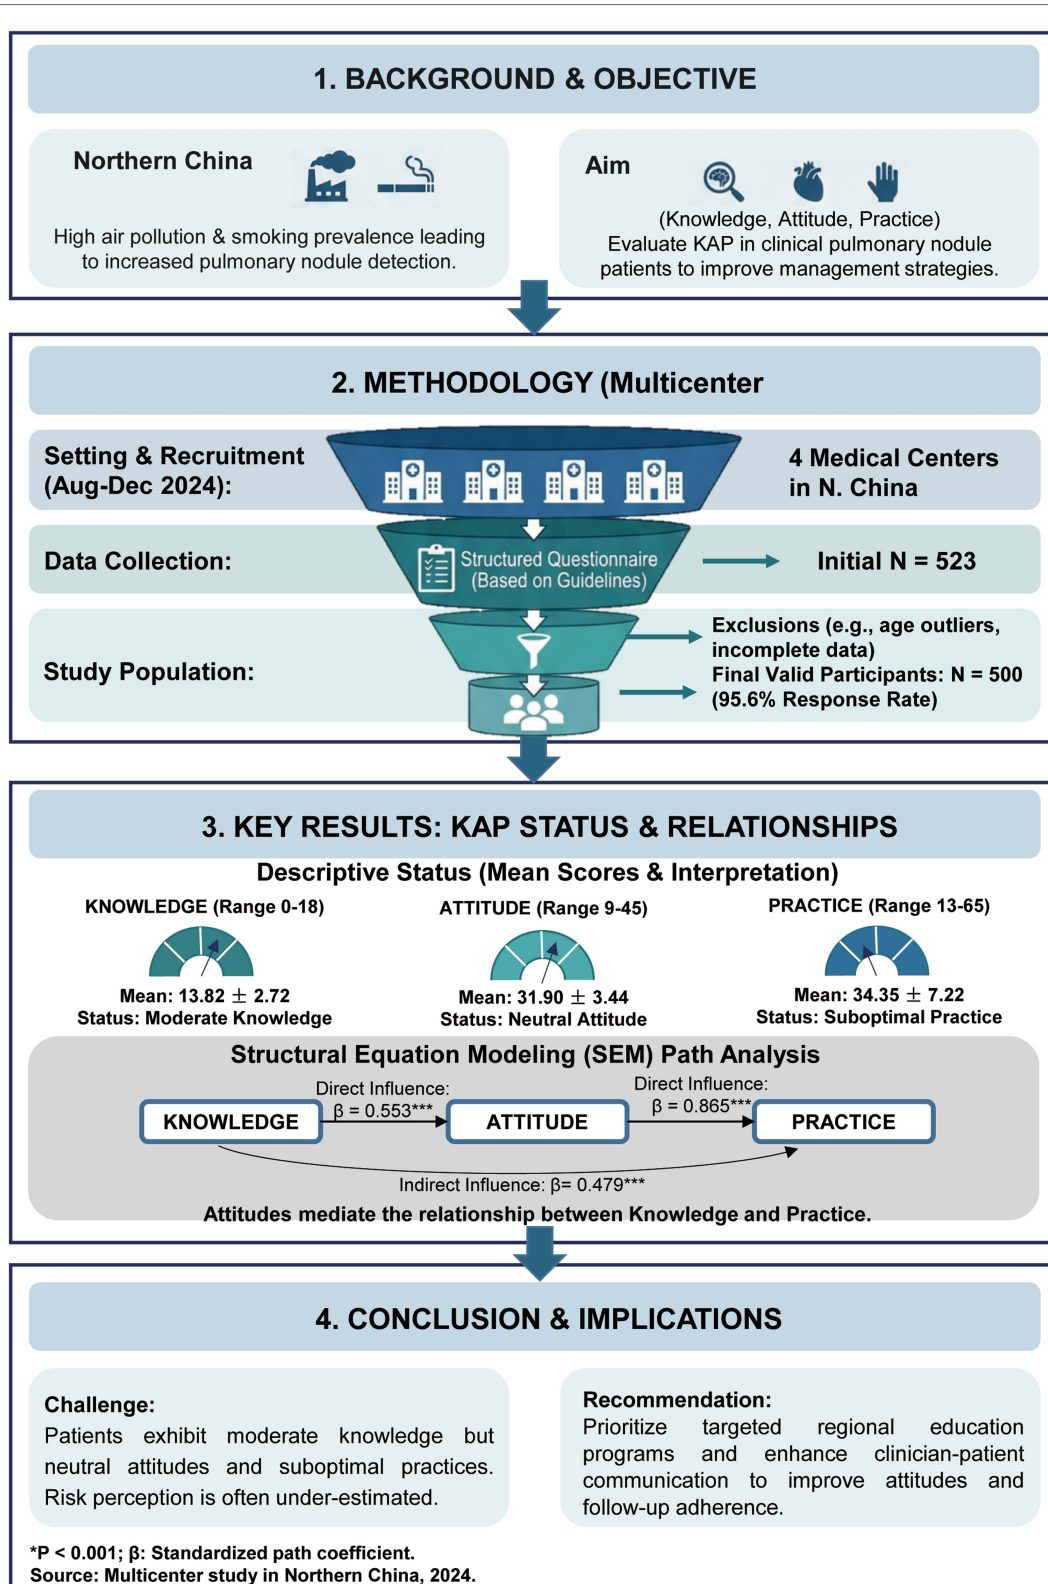 1. BACKGROUND & OBJECTIVE
Northern China
High air pollution & smoking prevalence leading
to increased pulmonary nodule detection.
Aim
(Knowledge, Attitude, Practice)
Evaluate KAP in clinical pulmonary nodule
patients to improve management strategies.
2. METHODOLOGY (Multicenter
Setting & Recruitment
(Aug-Dec 2024):
4 Medical Centers
in N. China
Data Collection:
Structured Questionnaire
(Based on Guidelines)
Initial N = 523
Study Population:
Exclusions (e.g., age outliers,
incomplete data)
Final Valid Participants: N = 500
(95.6% Response Rate)
3. KEY RESULTS: KAP STATUS & RELATIONSHIPS
Descriptive Status (Mean Scores & Interpretation)
KNOWLEDGE (Range 0-18)
Mean: 13.82 ± 2.72
Status: Moderate Knowledge
ATTITUDE (Range 9-45)
Mean: 31.90 ± 3.44
Status: Neutral Attitude
PRACTICE (Range 13-65)
Mean: 34.35 ± 7.22
Status: Suboptimal Practice
Structural Equation Modeling (SEM) Path Analysis
Direct Influence:
β = 0.553***
Direct Influence:
β = 0.865***
KNOWLEDGE
ATTITUDE
PRACTICE
Indirect Influence: β= 0.479***
Attitudes mediate the relationship between Knowledge and Practice.
4. CONCLUSION & IMPLICATIONS
Challenge:
Patients exhibit moderate knowledge but
neutral attitudes and suboptimal practices.
Risk perception is often under-estimated.
Recommendation:
Prioritize targeted regional education
programs and enhance clinician-patient
communication to improve attitudes and
follow-up adherence.
*P < 0.001; β: Standardized path coefficient.
Source: Multicenter study in Northern China, 2024.